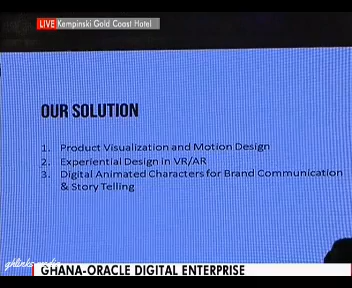 LIVE Kempinski Gold Coast Hotel
OUR SOLUTION
1. Product Visualization and Motion Design
2. Experiential Design in VR/AR
3. Digital Animated Characters for Brand Communication
& Story Telling
GHANA-ORACLE DIGITAL ENTERPRISE